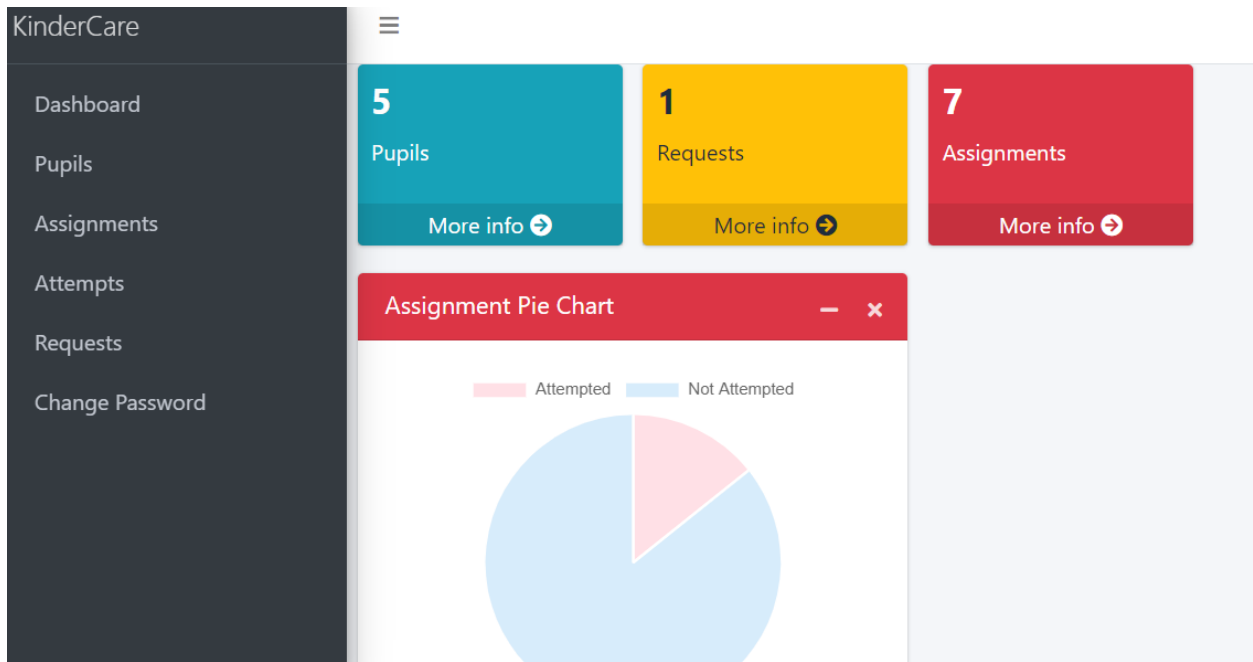 KinderCare
Dashboard
Pupils
Assignments
Attempts
Requests
Change Password
5
Pupils
More info
1
Requests
More info
7
Assignments
More info
Assignment Pie Chart
Attempted
Not Attempted